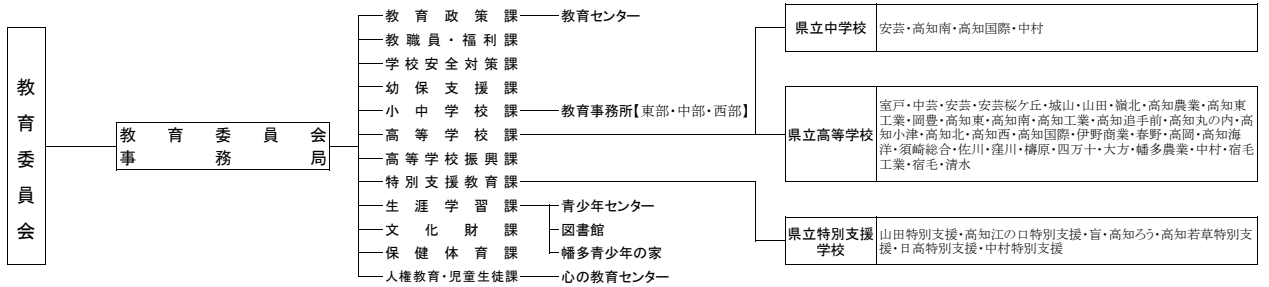 教育委員会
教育委員会
事務局
教育政策課
教職員・福利課
学校安全対策課
幼保支援課
小中学校課
高等学校課
高等学校振興課
特別支援教育課
生涯学習課
文化財課
保健体育課
人権教育・児童生徒課
教育センター
教育事務所【東部・中部・西部】
青少年センター
図書館
幡多青少年の家
心の教育センター
県立中学校
安芸・高知南・高知国際・中村
県立高等学校
室戸・中芸・安芸・安芸桜ケ丘・城山・山田・嶺北・高知農業・高知東
工業・岡豊・高知東・高知南・高知工業・高知追手前・高知丸の内・高
知小津・高知北・高知西・高知国際・伊野商業・春野・高岡・高知海
洋・須崎総合・佐川・窪川・檮原・四万十・大方・幡多農業・中村・宿毛
工業・宿毛・清水
県立特別支援
学校
山田特別支援・高知江の口特別支援・盲・高知ろう・高知若草特別支
援・日高特別支援・中村特別支援